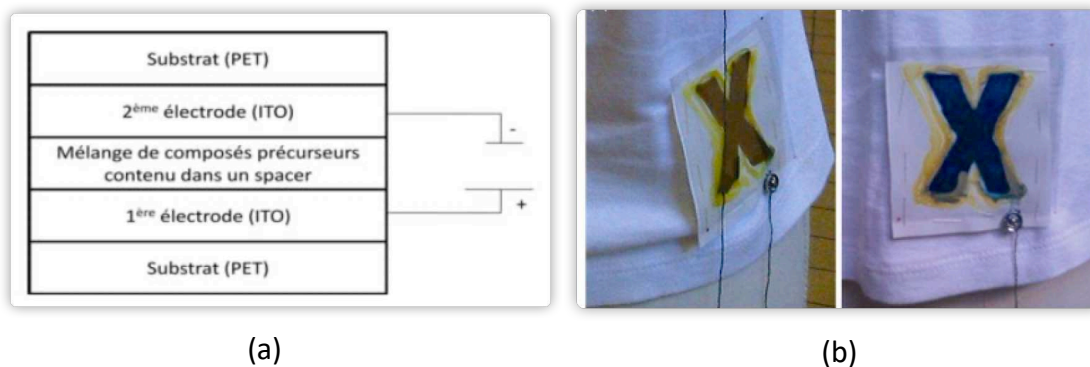 Substrat (PET)
2ème électrode (ITO)
-
Mélange de composés précurseurs
contenu dans un spacer
1ère électrode (ITO)
+
Substrat (PET)
X
X
(a)
(b)